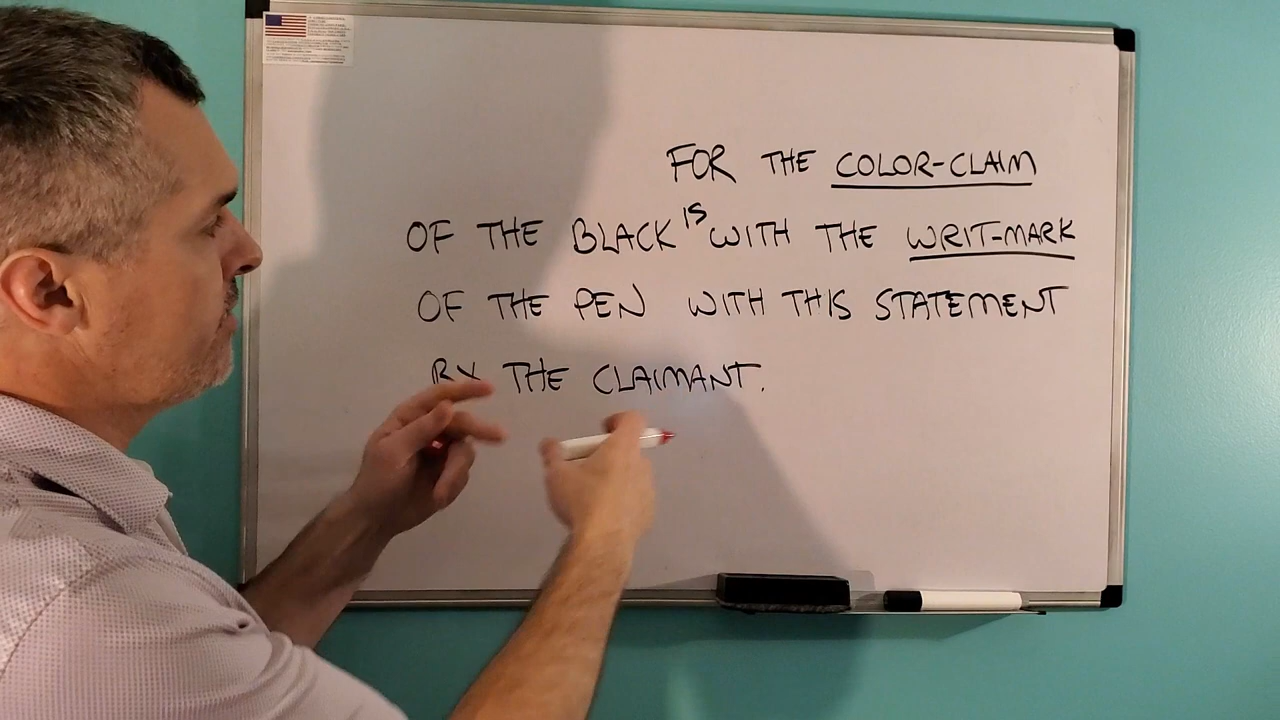 FOR THE COLOR-CLAIM
OF THE BLACK IS WITH THE WRIT-MARK
OF THE PEN WITH THIS STATEMENT
BY THE CLAIMANT.